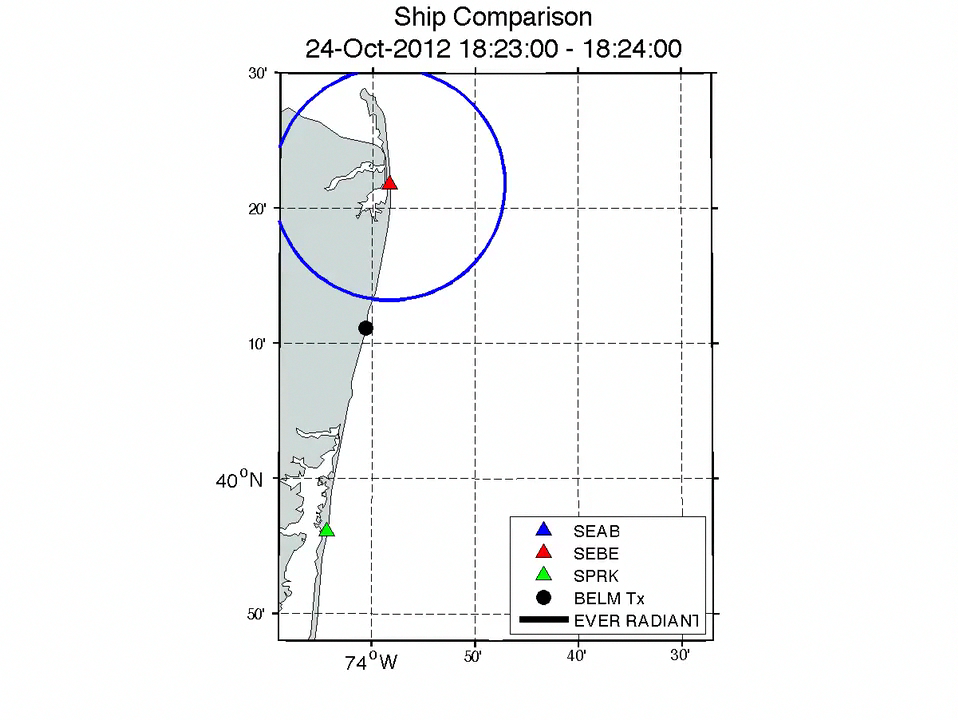 Ship Comparison
24-Oct-2012 18:23:00 - 18:24:00
30'
20'
10'
40°N
50'
74°W
50'
40'
30'
SEAB
SEBE
SPRK
BELM Tx
EVER RADIANT